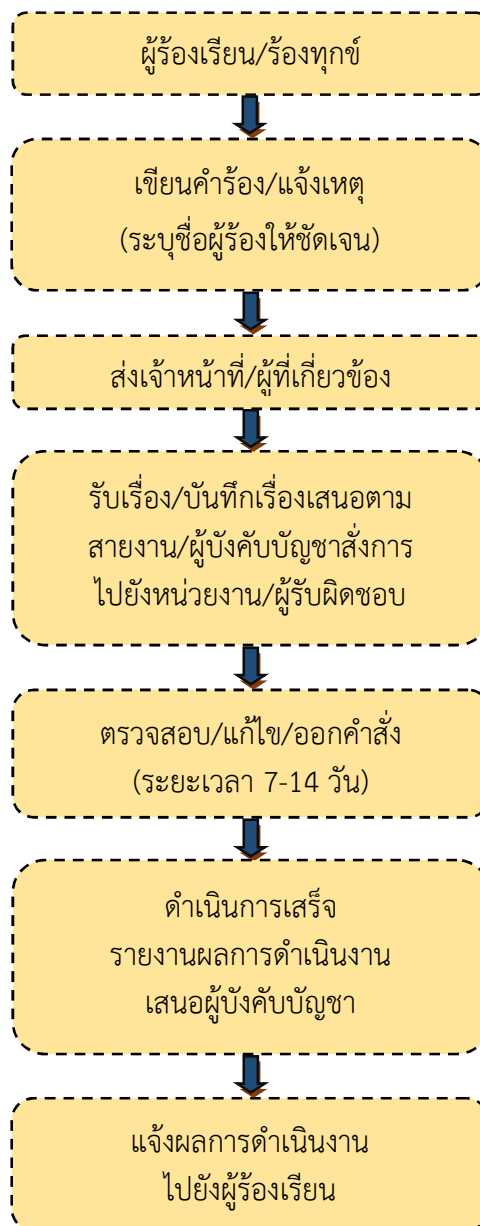 ผู้ร้องเรียน/ร้องทุกข์
เขียนคำร้อง/แจ้งเหตุ
(ระบุชื่อผู้ร้องให้ชัดเจน)
ส่งเจ้าหน้าที่/ผู้ที่เกี่ยวข้อง
รับเรื่อง/บันทึกเรื่องเสนอตาม
สายงาน/ผู้บังคับบัญชาสั่งการ
ไปยังหน่วยงาน/ผู้รับผิดชอบ
ตรวจสอบ/แก้ไข/ออกคำสั่ง
(ระยะเวลา 7-14 วัน)
ดำเนินการเสร็จ
รายงานผลการดำเนินงาน
เสนอผู้บังคับบัญชา
แจ้งผลการดำเนินงาน
ไปยังผู้ร้องเรียน